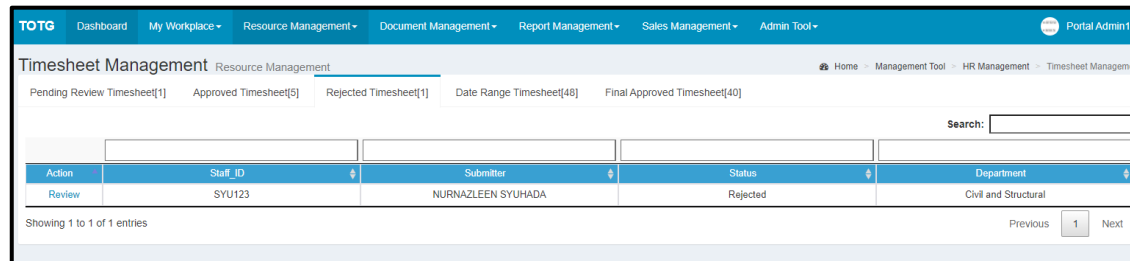 TOTG Dashboard My Workplace Resource Management Document Management Report Management Sales Management Admin Tool Portal Admin1
Timesheet Management Resource Management Home > Management Tool > HR Management > Timesheet Managem
Pending Review Timesheet[1] Approved Timesheet[5] Rejected Timesheet[1] Date Range Timesheet[48] Final Approved Timesheet[40]
Search:
Action Staff_ID Submitter Status Department
Review SYU123 NURNAZLEEN SYUHADA Rejected Civil and Structural
Showing 1 to 1 of 1 entries Previous 1 Next